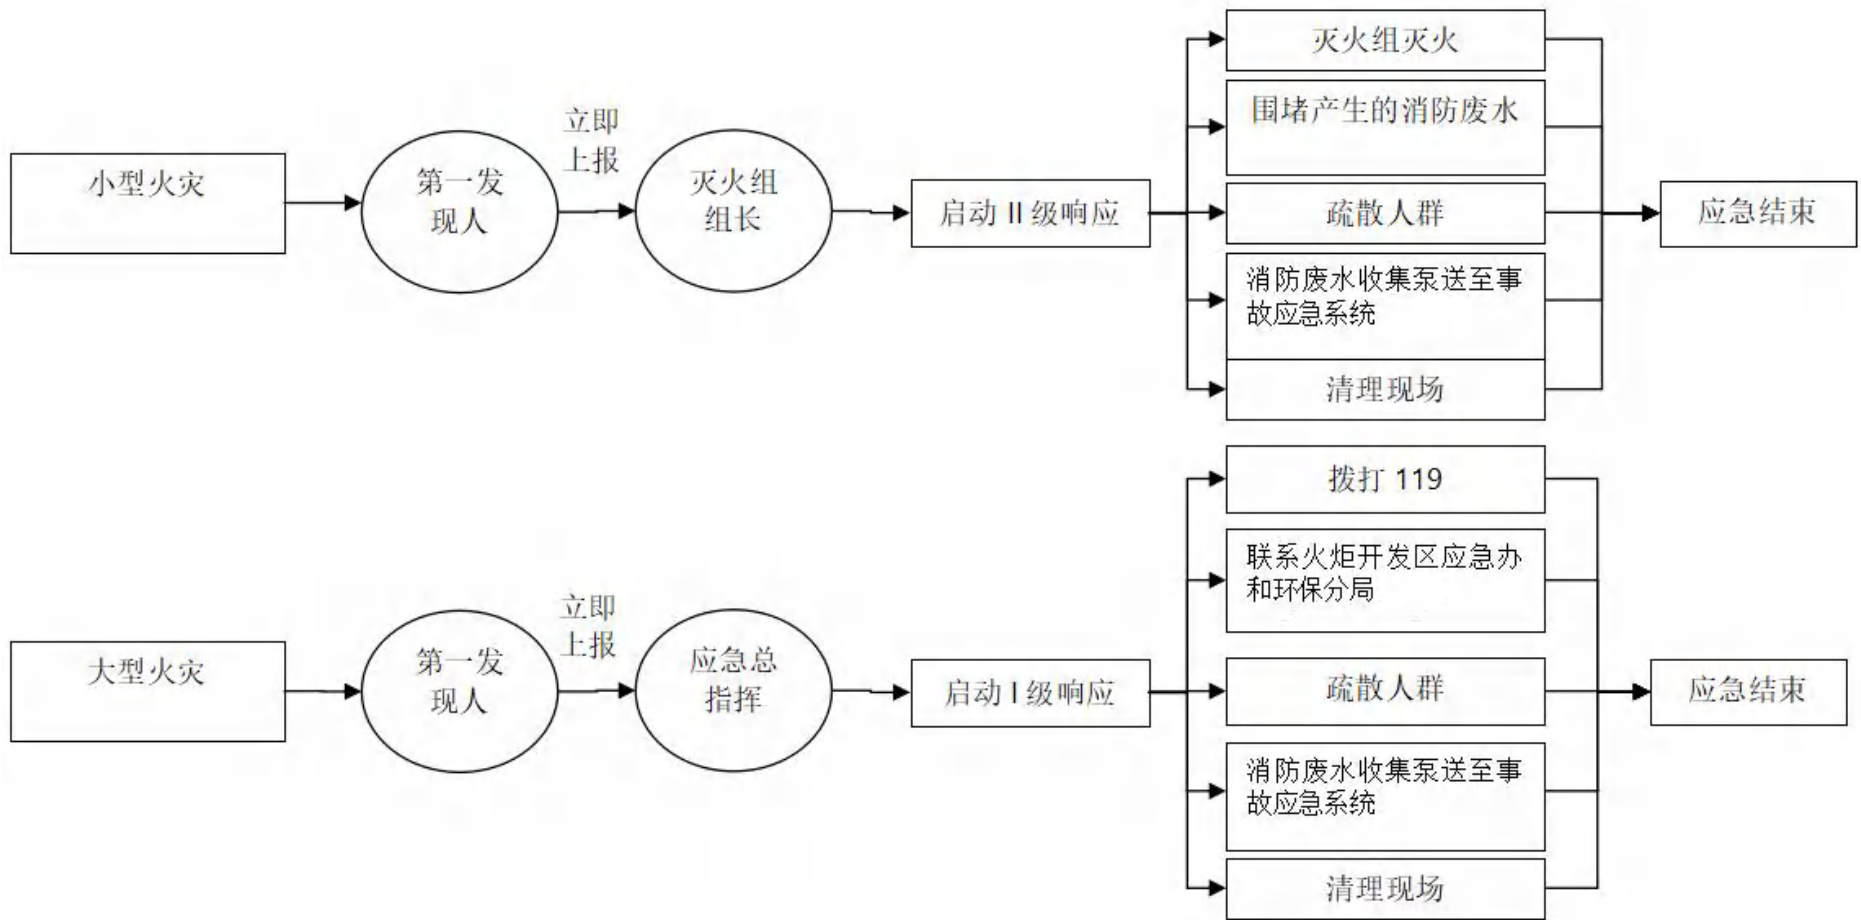 小型火灾
第一发
现人
立即
上报
灭火组
组长
启动 II 级响应
灭火组灭火
围堵产生的消防废水
疏散人群
消防废水收集泵送至事
故应急系统
清理现场
应急结束
大型火灾
第一发
现人
立即
上报
应急总
指挥
启动 I 级响应
拨打 119
联系火炬开发区应急办
和环保分局
疏散人群
消防废水收集泵送至事
故应急系统
清理现场
应急结束